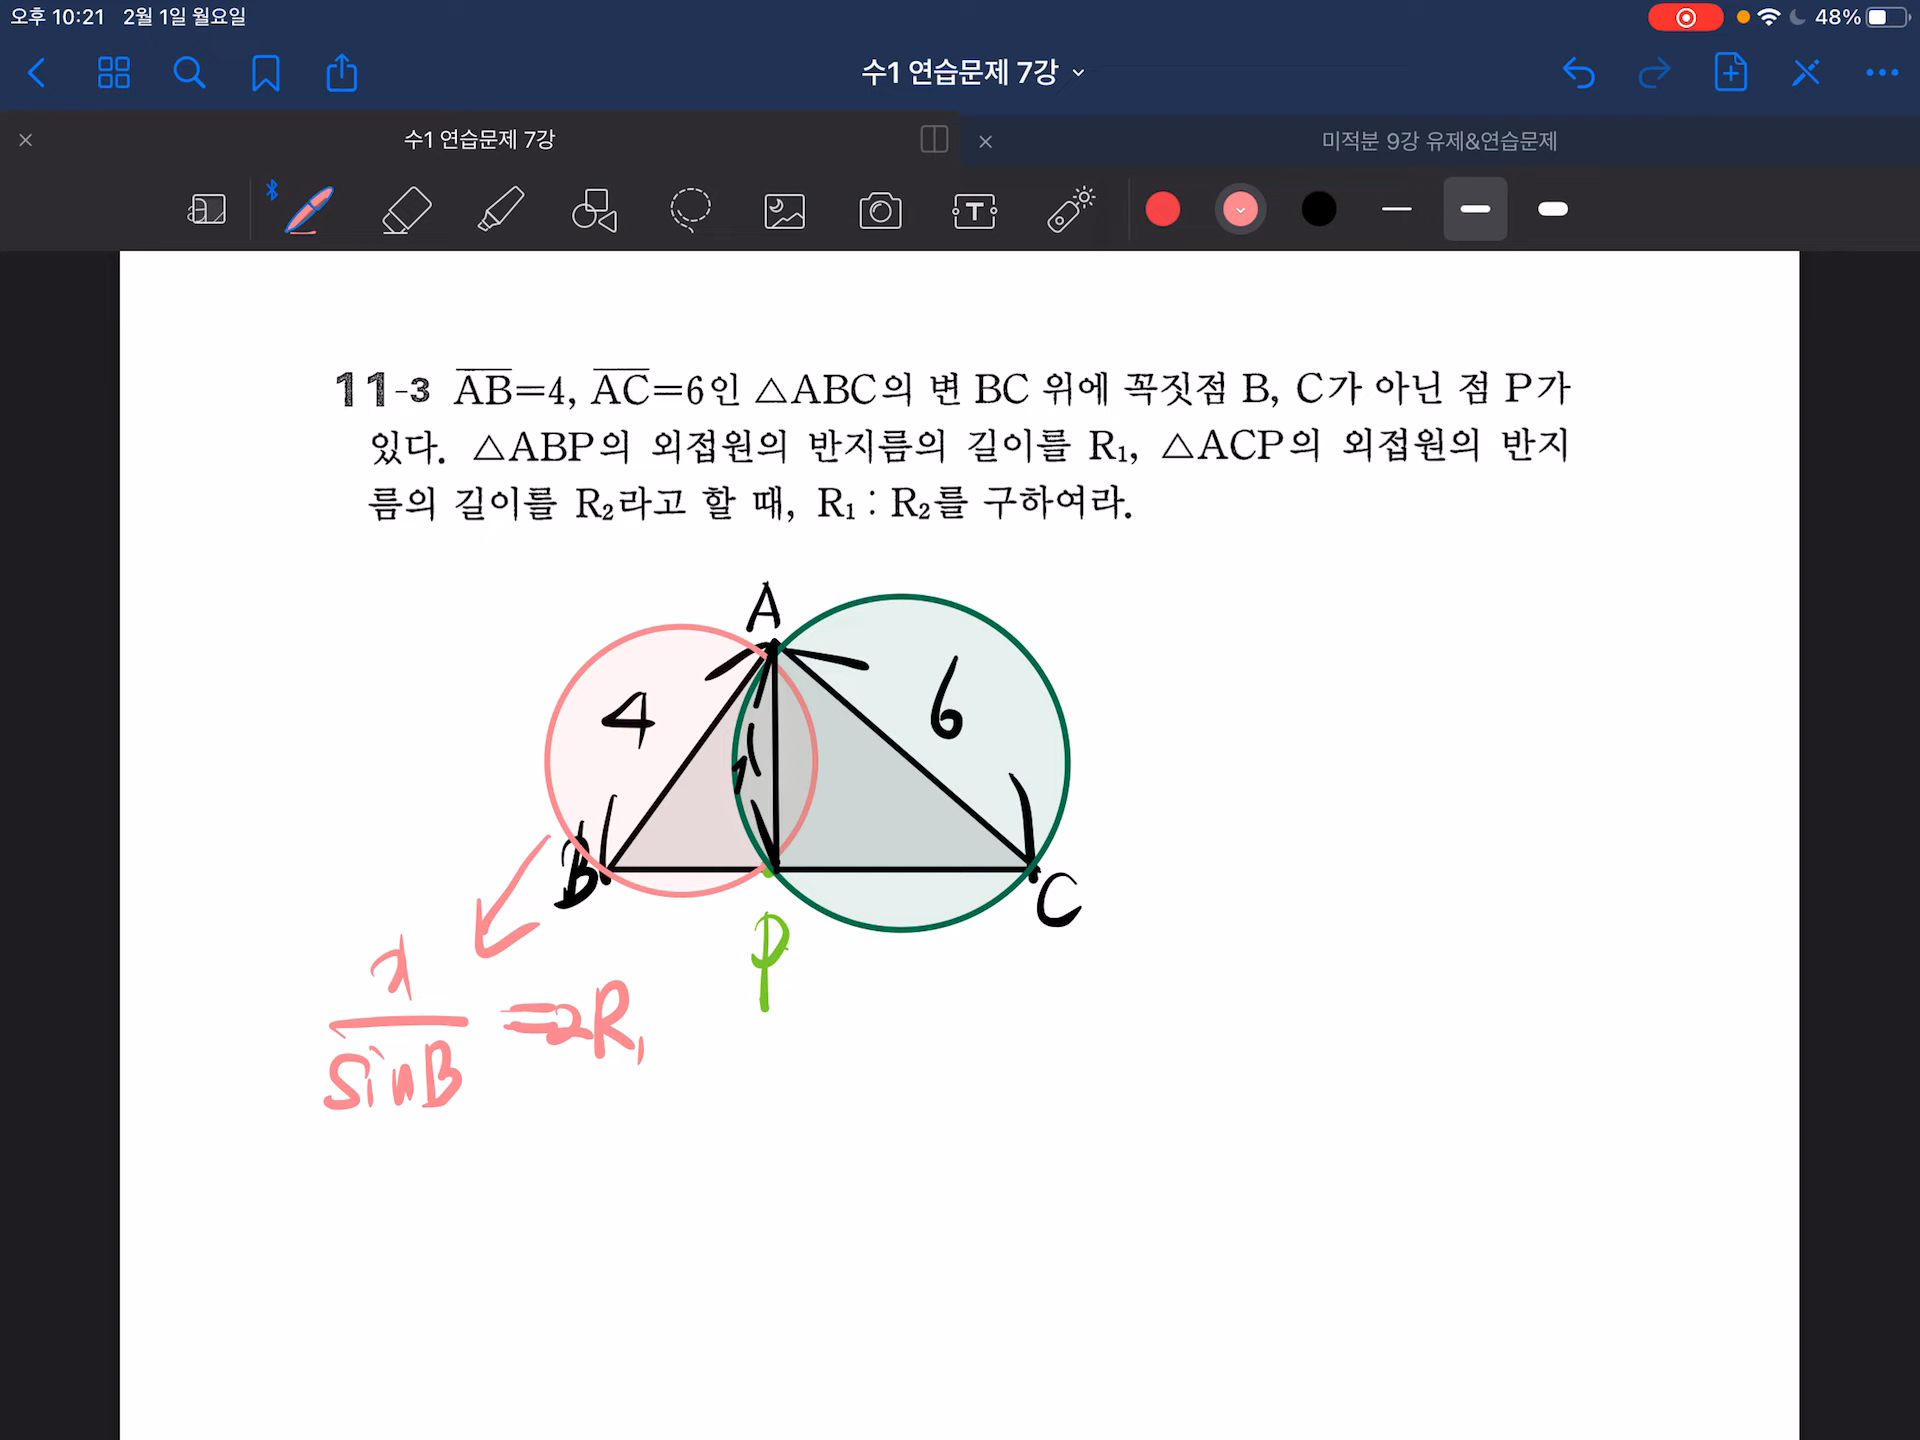 오후 10:21 2월 1일 월요일
48%
수1 연습문제 7강
수1 연습문제 7강
미적분 9강 유제&연습문제
11-3 AB=4, AC=6인 △ABC의 변 BC 위에 꼭짓점 B, C가 아닌 점 P가
있다. △ABP의 외접원의 반지름의 길이를 R₁, △ACP의 외접원의 반지
름의 길이를 R₂라고 할 때, R₁ : R₂를 구하여라.
A
4
6
B
C
P
x
sinB
=2R₁